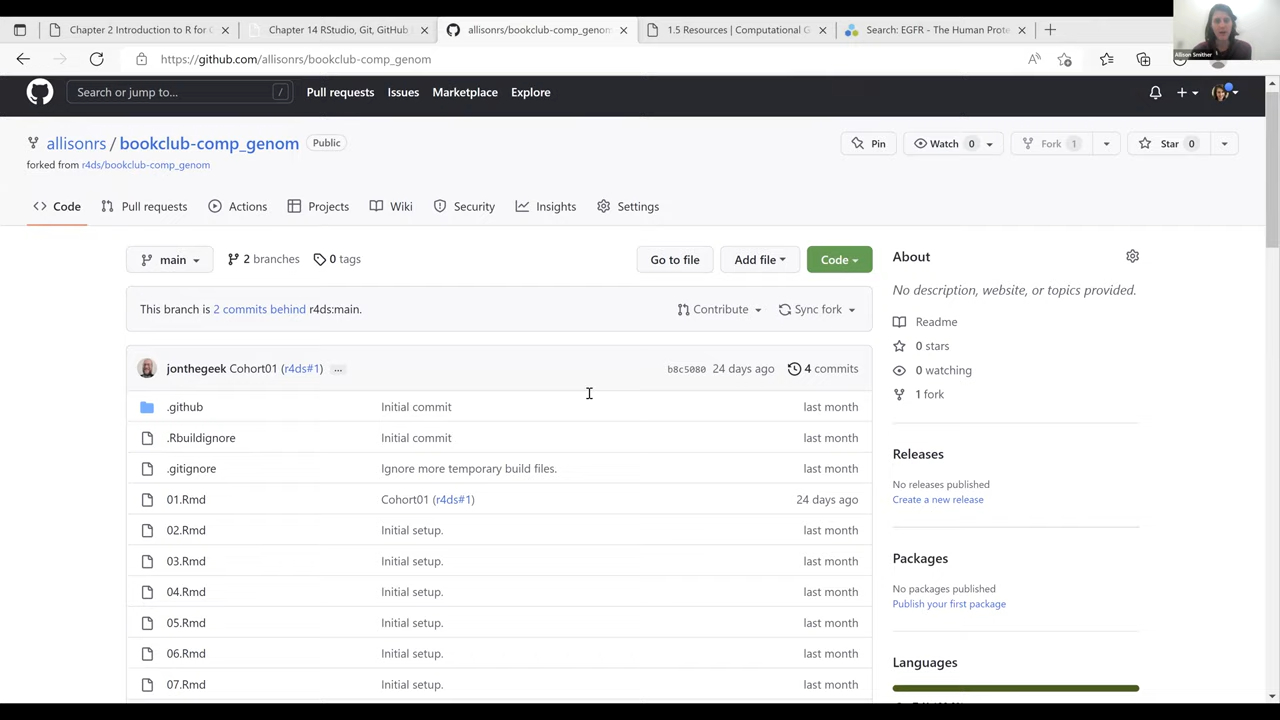 Chapter 2 Introduction to R for
Chapter 14 RStudio, Git, GitHub
allisonrs/bookclub-comp_genom
1.5 Resources | Computational G
Search: EGFR - The Human Prote
https://github.com/allisonrs/bookclub-comp_genom
Allison Smither
Search or jump to...
/
Pull requests
Issues
Marketplace
Explore
allisonrs / bookclub-comp_genom
Public
forked from r4ds/bookclub-comp_genom
Pin
Watch 0
Fork 1
Star 0
Code
Pull requests
Actions
Projects
Wiki
Security
Insights
Settings
main
2 branches
0 tags
Go to file
Add file
Code
This branch is 2 commits behind r4ds:main.
Contribute
Sync fork
jonthegeek Cohort01 (r4ds#1) ...
b8c5080 24 days ago
4 commits
.github Initial commit last month
.Rbuildignore Initial commit last month
.gitignore Ignore more temporary build files. last month
01.Rmd Cohort01 (r4ds#1) 24 days ago
02.Rmd Initial setup. last month
03.Rmd Initial setup. last month
04.Rmd Initial setup. last month
05.Rmd Initial setup. last month
06.Rmd Initial setup. last month
07.Rmd Initial setup. last month
About
No description, website, or topics provided.
Readme
0 stars
0 watching
1 fork
Releases
No releases published
Create a new release
Packages
No packages published
Publish your first package
Languages